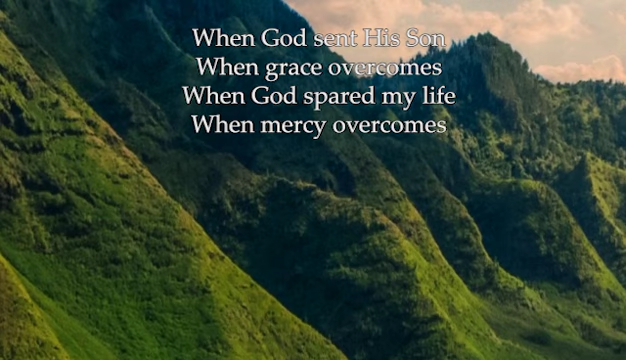 When God sent His Son
When grace overcomes
When God spared my life
When mercy overcomes